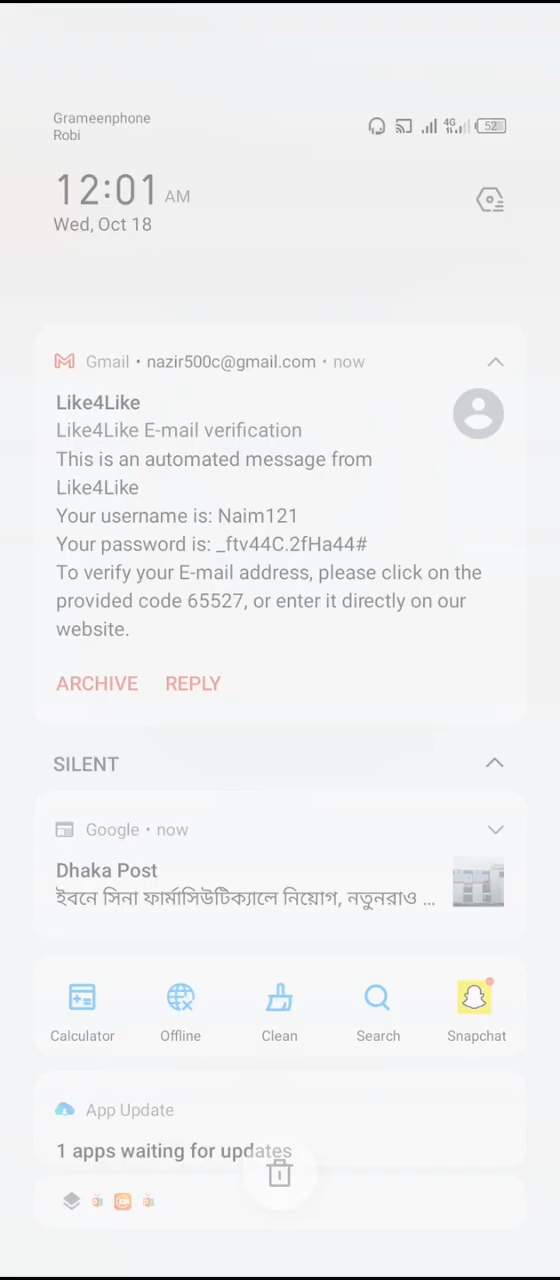 Grameenphone
Robi
4G
52
12:01 AM
Wed, Oct 18
Gmail • nazir500c@gmail.com • now
Like4Like
Like4Like E-mail verification
This is an automated message from
Like4Like
Your username is: Naim121
Your password is: _ftv44C.2fHa44#
To verify your E-mail address, please click on the
provided code 65527, or enter it directly on our
website.
ARCHIVE REPLY
SILENT
Google • now
Dhaka Post
ইবনে সিনা ফার্মাসিউটিক্যালে নিয়োগ, নতুনরাও ...
Calculator Offline Clean Search Snapchat
App Update
1 apps waiting for updates